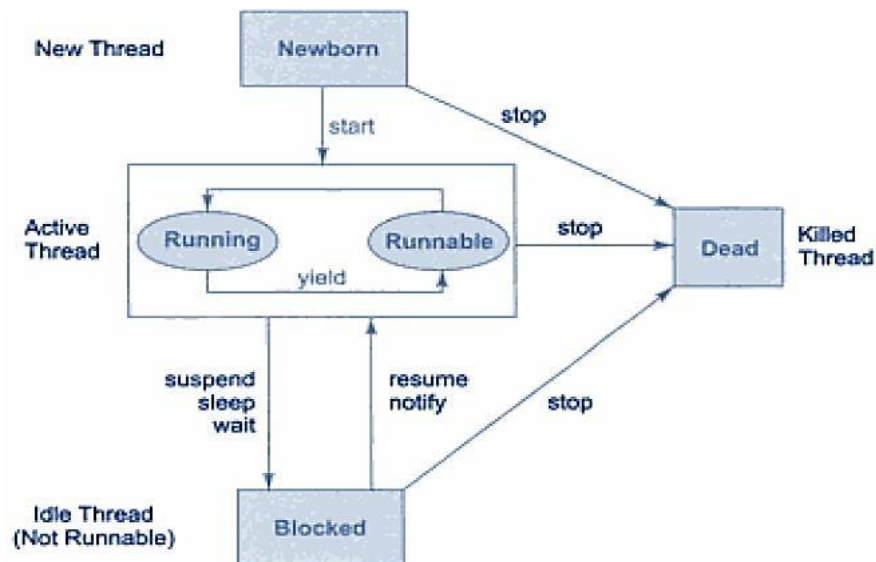 New Thread
Newborn
start
stop
Active
Thread
Running
Runnable
yield
stop
Dead
Killed
Thread
suspend
sleep
wait
resume
notify
stop
Idle Thread
(Not Runnable)
Blocked